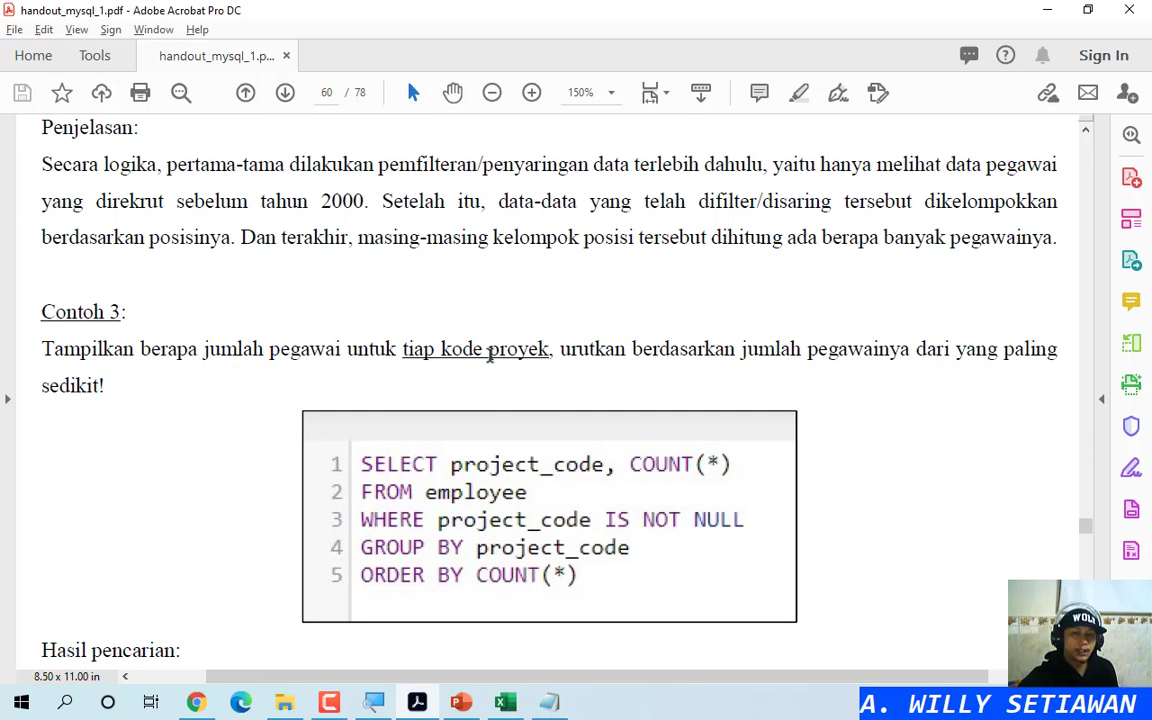 handout_mysql_1.pdf - Adobe Acrobat Pro DC
File Edit View Sign Window Help
Home Tools handout_mysql_1.p... × Sign In
60 / 78 150%
Penjelasan:
Secara logika, pertama-tama dilakukan pemfilteran/penyaringan data terlebih dahulu, yaitu hanya melihat data pegawai
yang direkrut sebelum tahun 2000. Setelah itu, data-data yang telah difilter/disaring tersebut dikelompokkan
berdasarkan posisinya. Dan terakhir, masing-masing kelompok posisi tersebut dihitung ada berapa banyak pegawainya.
Contoh 3:
Tampilkan berapa jumlah pegawai untuk tiap kode proyek, urutkan berdasarkan jumlah pegawainya dari yang paling
sedikit!
1 SELECT project_code, COUNT(*)
2 FROM employee
3 WHERE project_code IS NOT NULL
4 GROUP BY project_code
5 ORDER BY COUNT(*)
Hasil pencarian:
8.50 x 11.00 in
WOLF
A. WILLY SETIAWAN